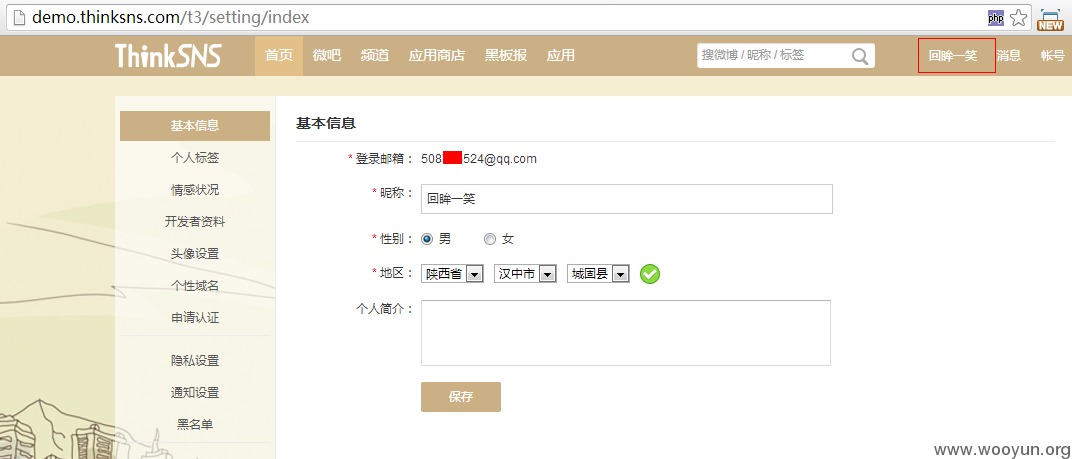 demo.thinksns.com/t3/setting/index
php
NEW
ThinkSNS 首页 微吧 频道 应用商店 黑板报 应用 搜微博 / 昵称 / 标签 回眸一笑 消息 帐号
基本信息
个人标签
情感状况
开发者资料
头像设置
个性域名
申请认证
隐私设置
通知设置
黑名单
基本信息
* 登录邮箱： 508 524@qq.com
* 昵称： 回眸一笑
* 性别： 男 女
* 地区： 陕西省 汉中市 城固县
个人简介：
保存
www.wooyun.org